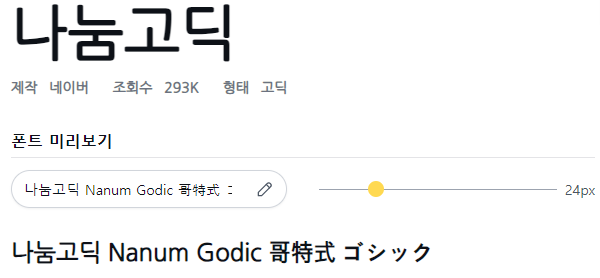 나눔고딕
제작 네이버 조회수 293K 형태 고딕
폰트 미리보기
나눔고딕 Nanum Godic 哥特式 ゴ
24px
나눔고딕 Nanum Godic 哥特式 ゴシック